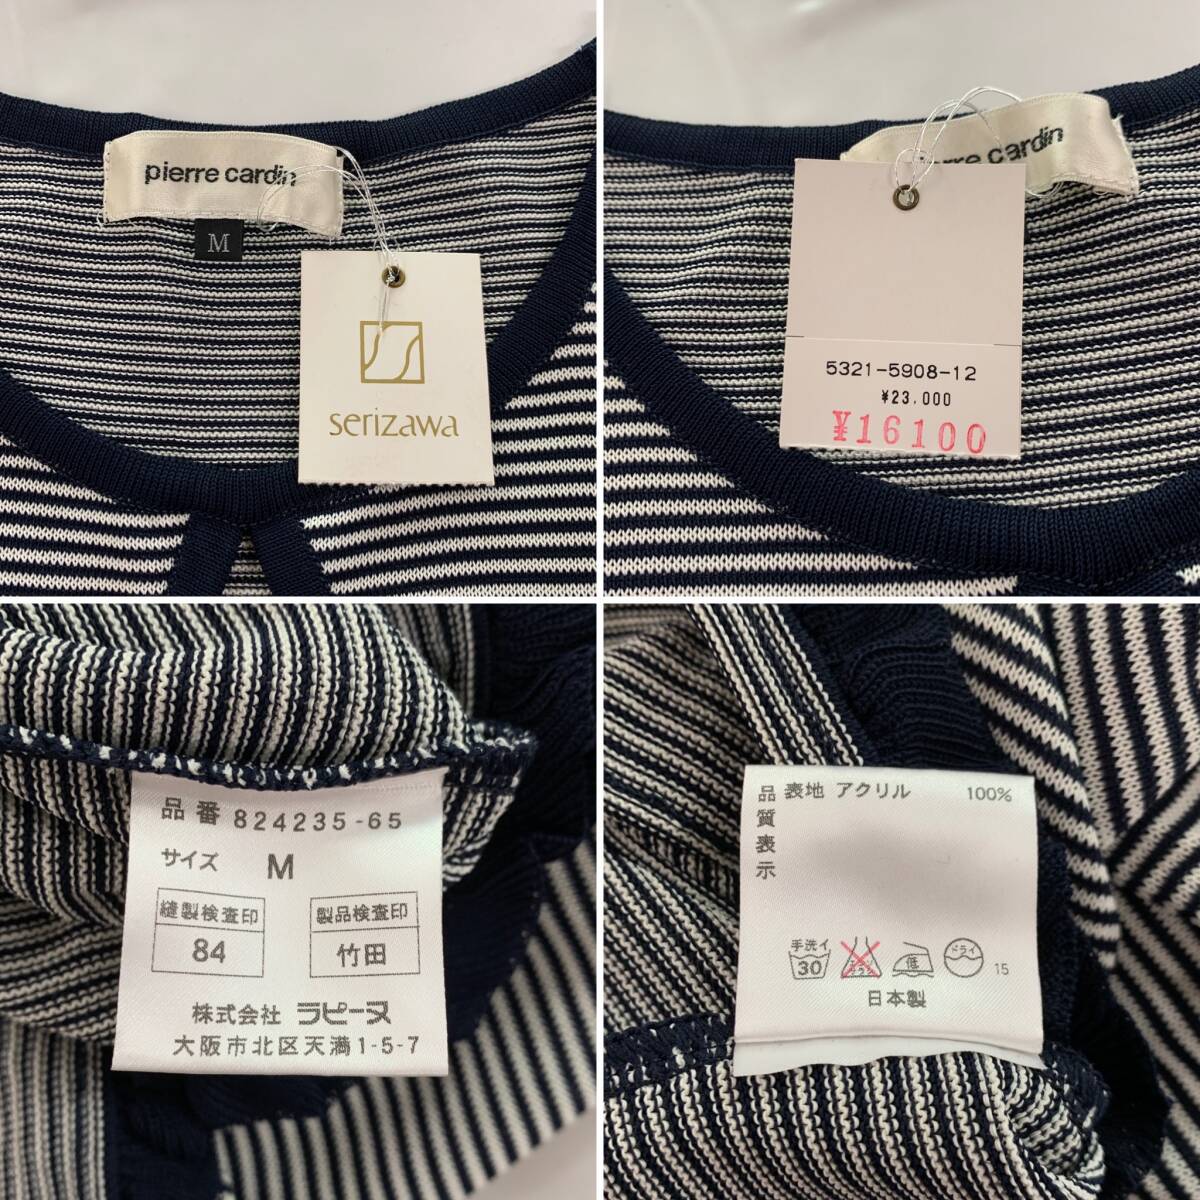 pierre cardin
M
serizawa
cardin
5321-5908-12
¥23.000
¥16100
品番 824235-65
サイズ M
縫製検査印 製品検査印
84 竹田
株式会社 ラピーヌ
大阪市北区天満1-5-7
品質表示
表地 アクリル 100%
手洗イ
30
低
ドライ
15
日本製